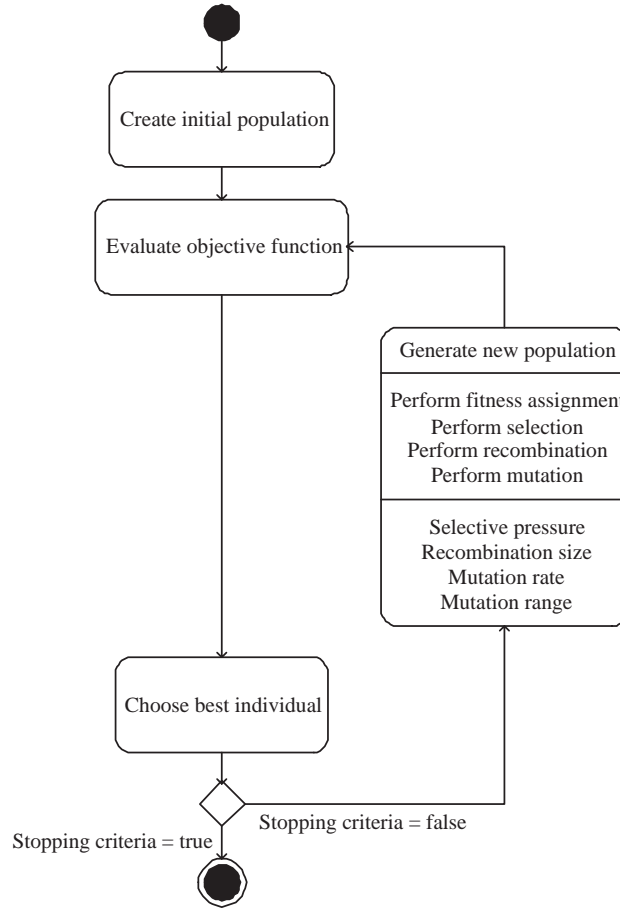 Create initial population
Evaluate objective function
Generate new population
Perform fitness assignment
Perform selection
Perform recombination
Perform mutation
Selective pressure
Recombination size
Mutation rate
Mutation range
Choose best individual
Stopping criteria = false
Stopping criteria = true